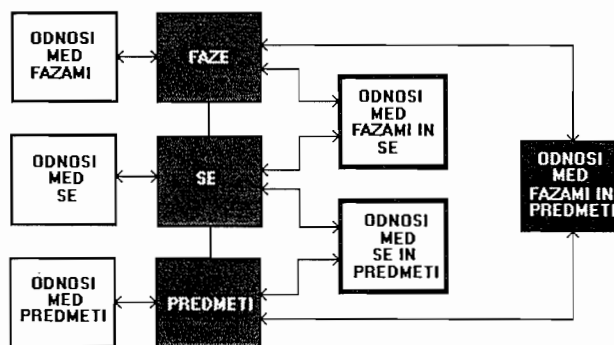 ODNOSI
MED
FAZAMI
FAZE
ODNOSI
MED
FAZAMI IN
SE
ODNOSI
MED
SE
SE
ODNOSI
MED
FAZAMI IN
PREDMETI
ODNOSI
MED
SE IN
PREDMETI
ODNOSI
MED
PREDMETI
PREDMETI